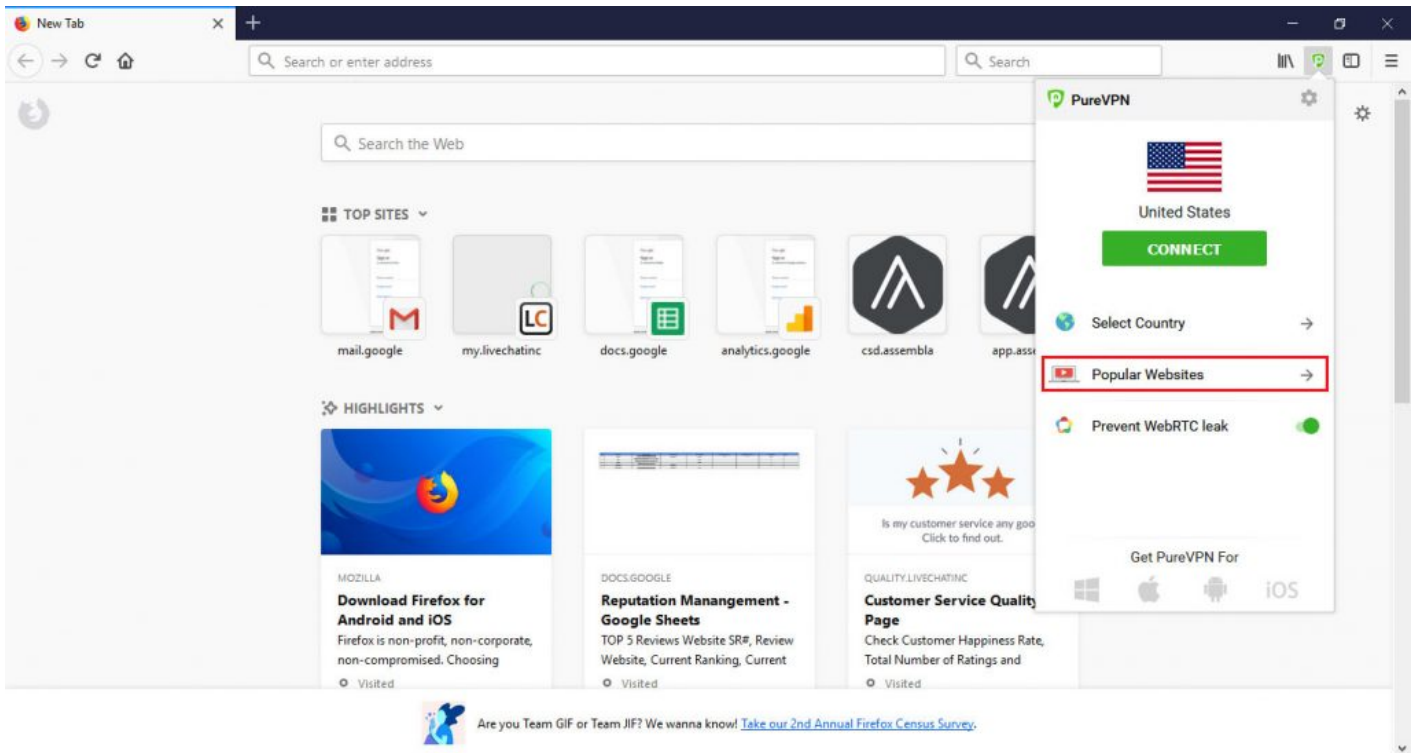 New Tab
Search or enter address
Search
PureVPN
Search the Web
United States
CONNECT
TOP SITES
mail.google
my.livechatinc
docs.google
analytics.google
csd.assembla
app.asse
LC
Select Country
Popular Websites
Prevent WebRTC leak
HIGHLIGHTS
Is my customer service any goo
Click to find out.
Get PureVPN For
iOS
MOZILLA
Download Firefox for
Android and iOS
Firefox is non-profit, non-corporate,
non-compromised. Choosing
Visited
DOCS.GOOGLE
Reputation Manangement -
Google Sheets
TOP 5 Reviews Website SR#, Review
Website, Current Ranking, Current
Visited
QUALITY.LIVECHATINC
Customer Service Quality
Page
Check Customer Happiness Rate,
Total Number of Ratings and
Visited
Are you Team GIF or Team JIF? We wanna know! Take our 2nd Annual Firefox Census Survey.